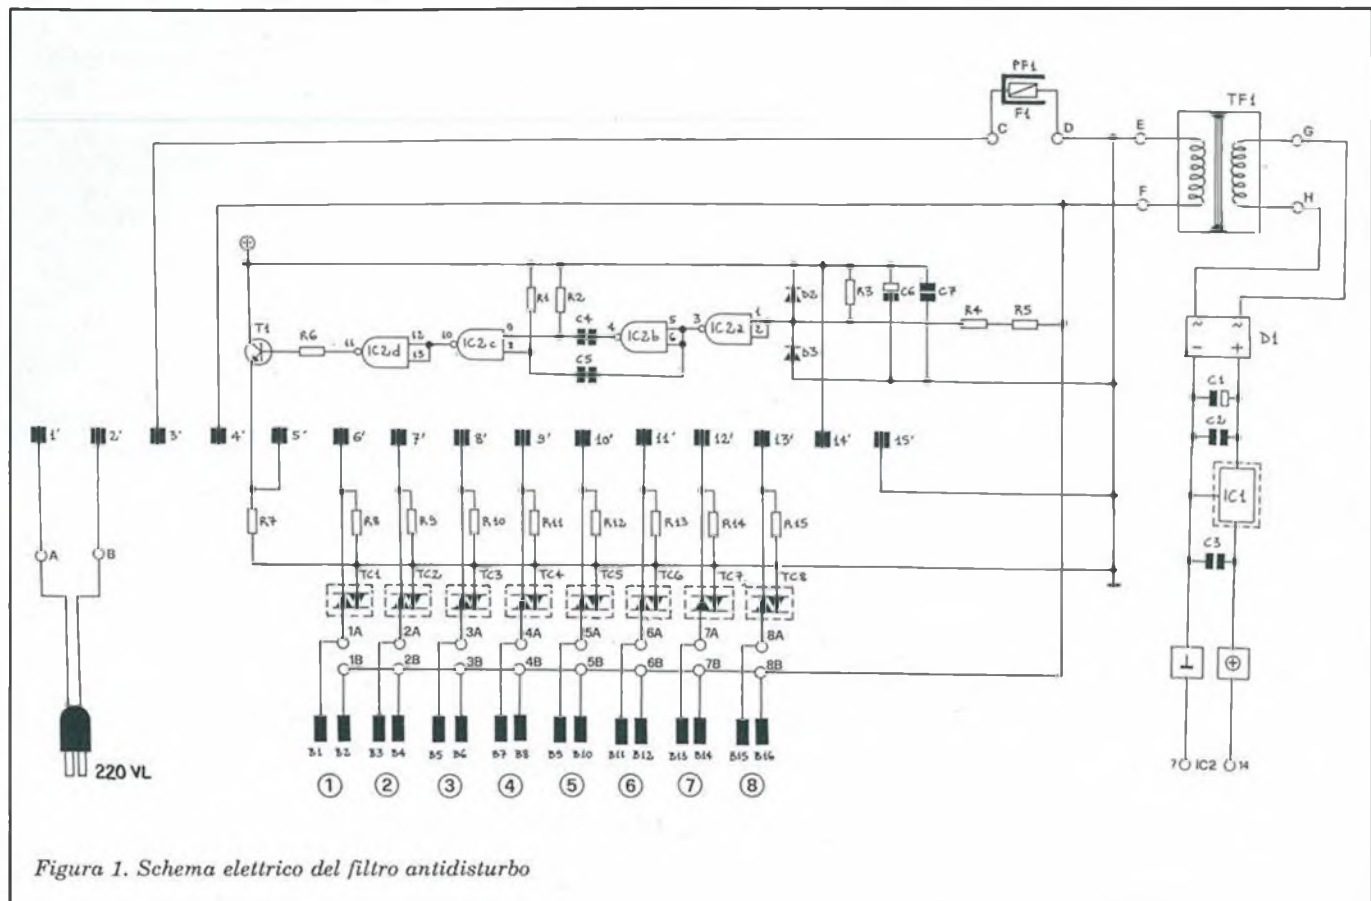 PF1
F1
TF1
C
D
E
G
F
H
T1
R6
11
IC2d
12
13
10
IC2c
9
8
R1
R2
C4
C5
4
IC2b
5
6
3
IC2a
1
2
D2
D3
R3
C6
C7
R4
R5
~ ~
- +
D1
C1
C2
IC1
C3
1' 2' 3' 4' 5' 6' 7' 8' 9' 10' 11' 12' 13' 14' 15'
R7 R8 R9 R10 R11 R12 R13 R14 R15
A B
TC1 TC2 TC3 TC4 TC5 TC6 TC7 TC8
1A 2A 3A 4A 5A 6A 7A 8A
1B 2B 3B 4B 5B 6B 7B 8B
B1 B2 B3 B4 B5 B6 B7 B8 B9 B10 B11 B12 B13 B14 B15 B16
1 2 3 4 5 6 7 8
220 VL
⊥ +
7 IC2 14
Figura 1. Schema elettrico del filtro antidisturbo